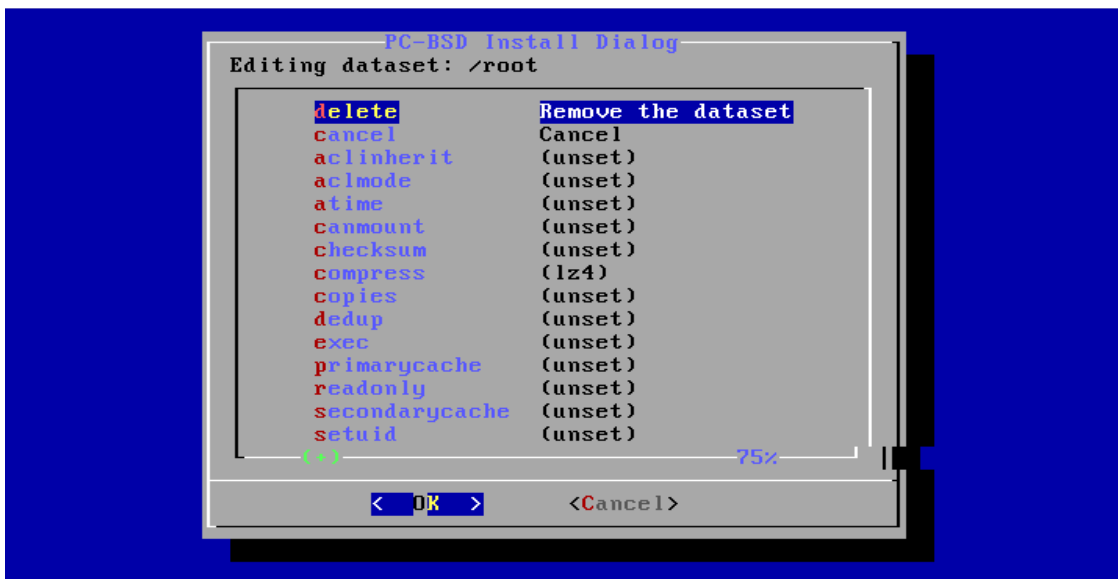 PC-BSD Install Dialog
Editing dataset: /root
delete Remove the dataset
cancel Cancel
aclinherit (unset)
aclmode (unset)
atime (unset)
canmount (unset)
checksum (unset)
compress (lz4)
copies (unset)
dedup (unset)
exec (unset)
primarycache (unset)
readonly (unset)
secondarycache (unset)
setuid (unset)
(+) 75%
< OK > <Cancel>